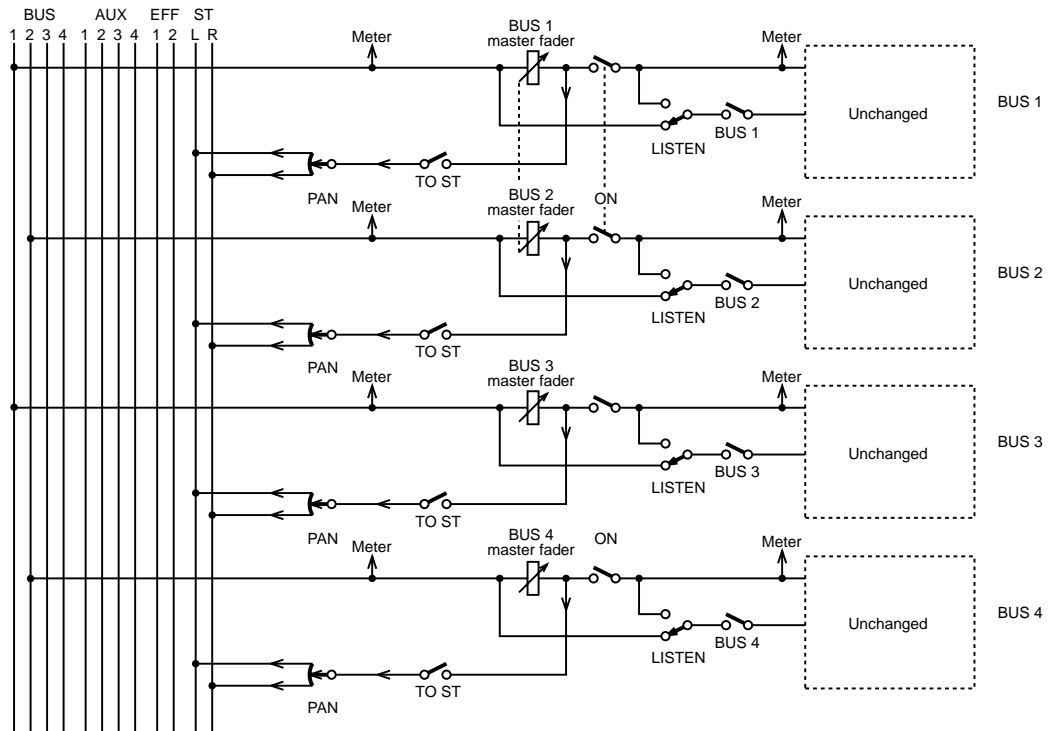 BUS AUX EFF ST
1 2 3 4 1 2 3 4 1 2 L R
Meter
BUS 1
master fader
Meter
Unchanged
BUS 1
BUS 1
LISTEN
PAN
TO ST
BUS 2
master fader
ON
Meter
Meter
Unchanged
BUS 2
BUS 2
LISTEN
PAN
TO ST
BUS 3
master fader
Meter
Meter
Unchanged
BUS 3
BUS 3
LISTEN
PAN
TO ST
BUS 4
master fader
ON
Meter
Meter
Unchanged
BUS 4
BUS 4
LISTEN
PAN
TO ST